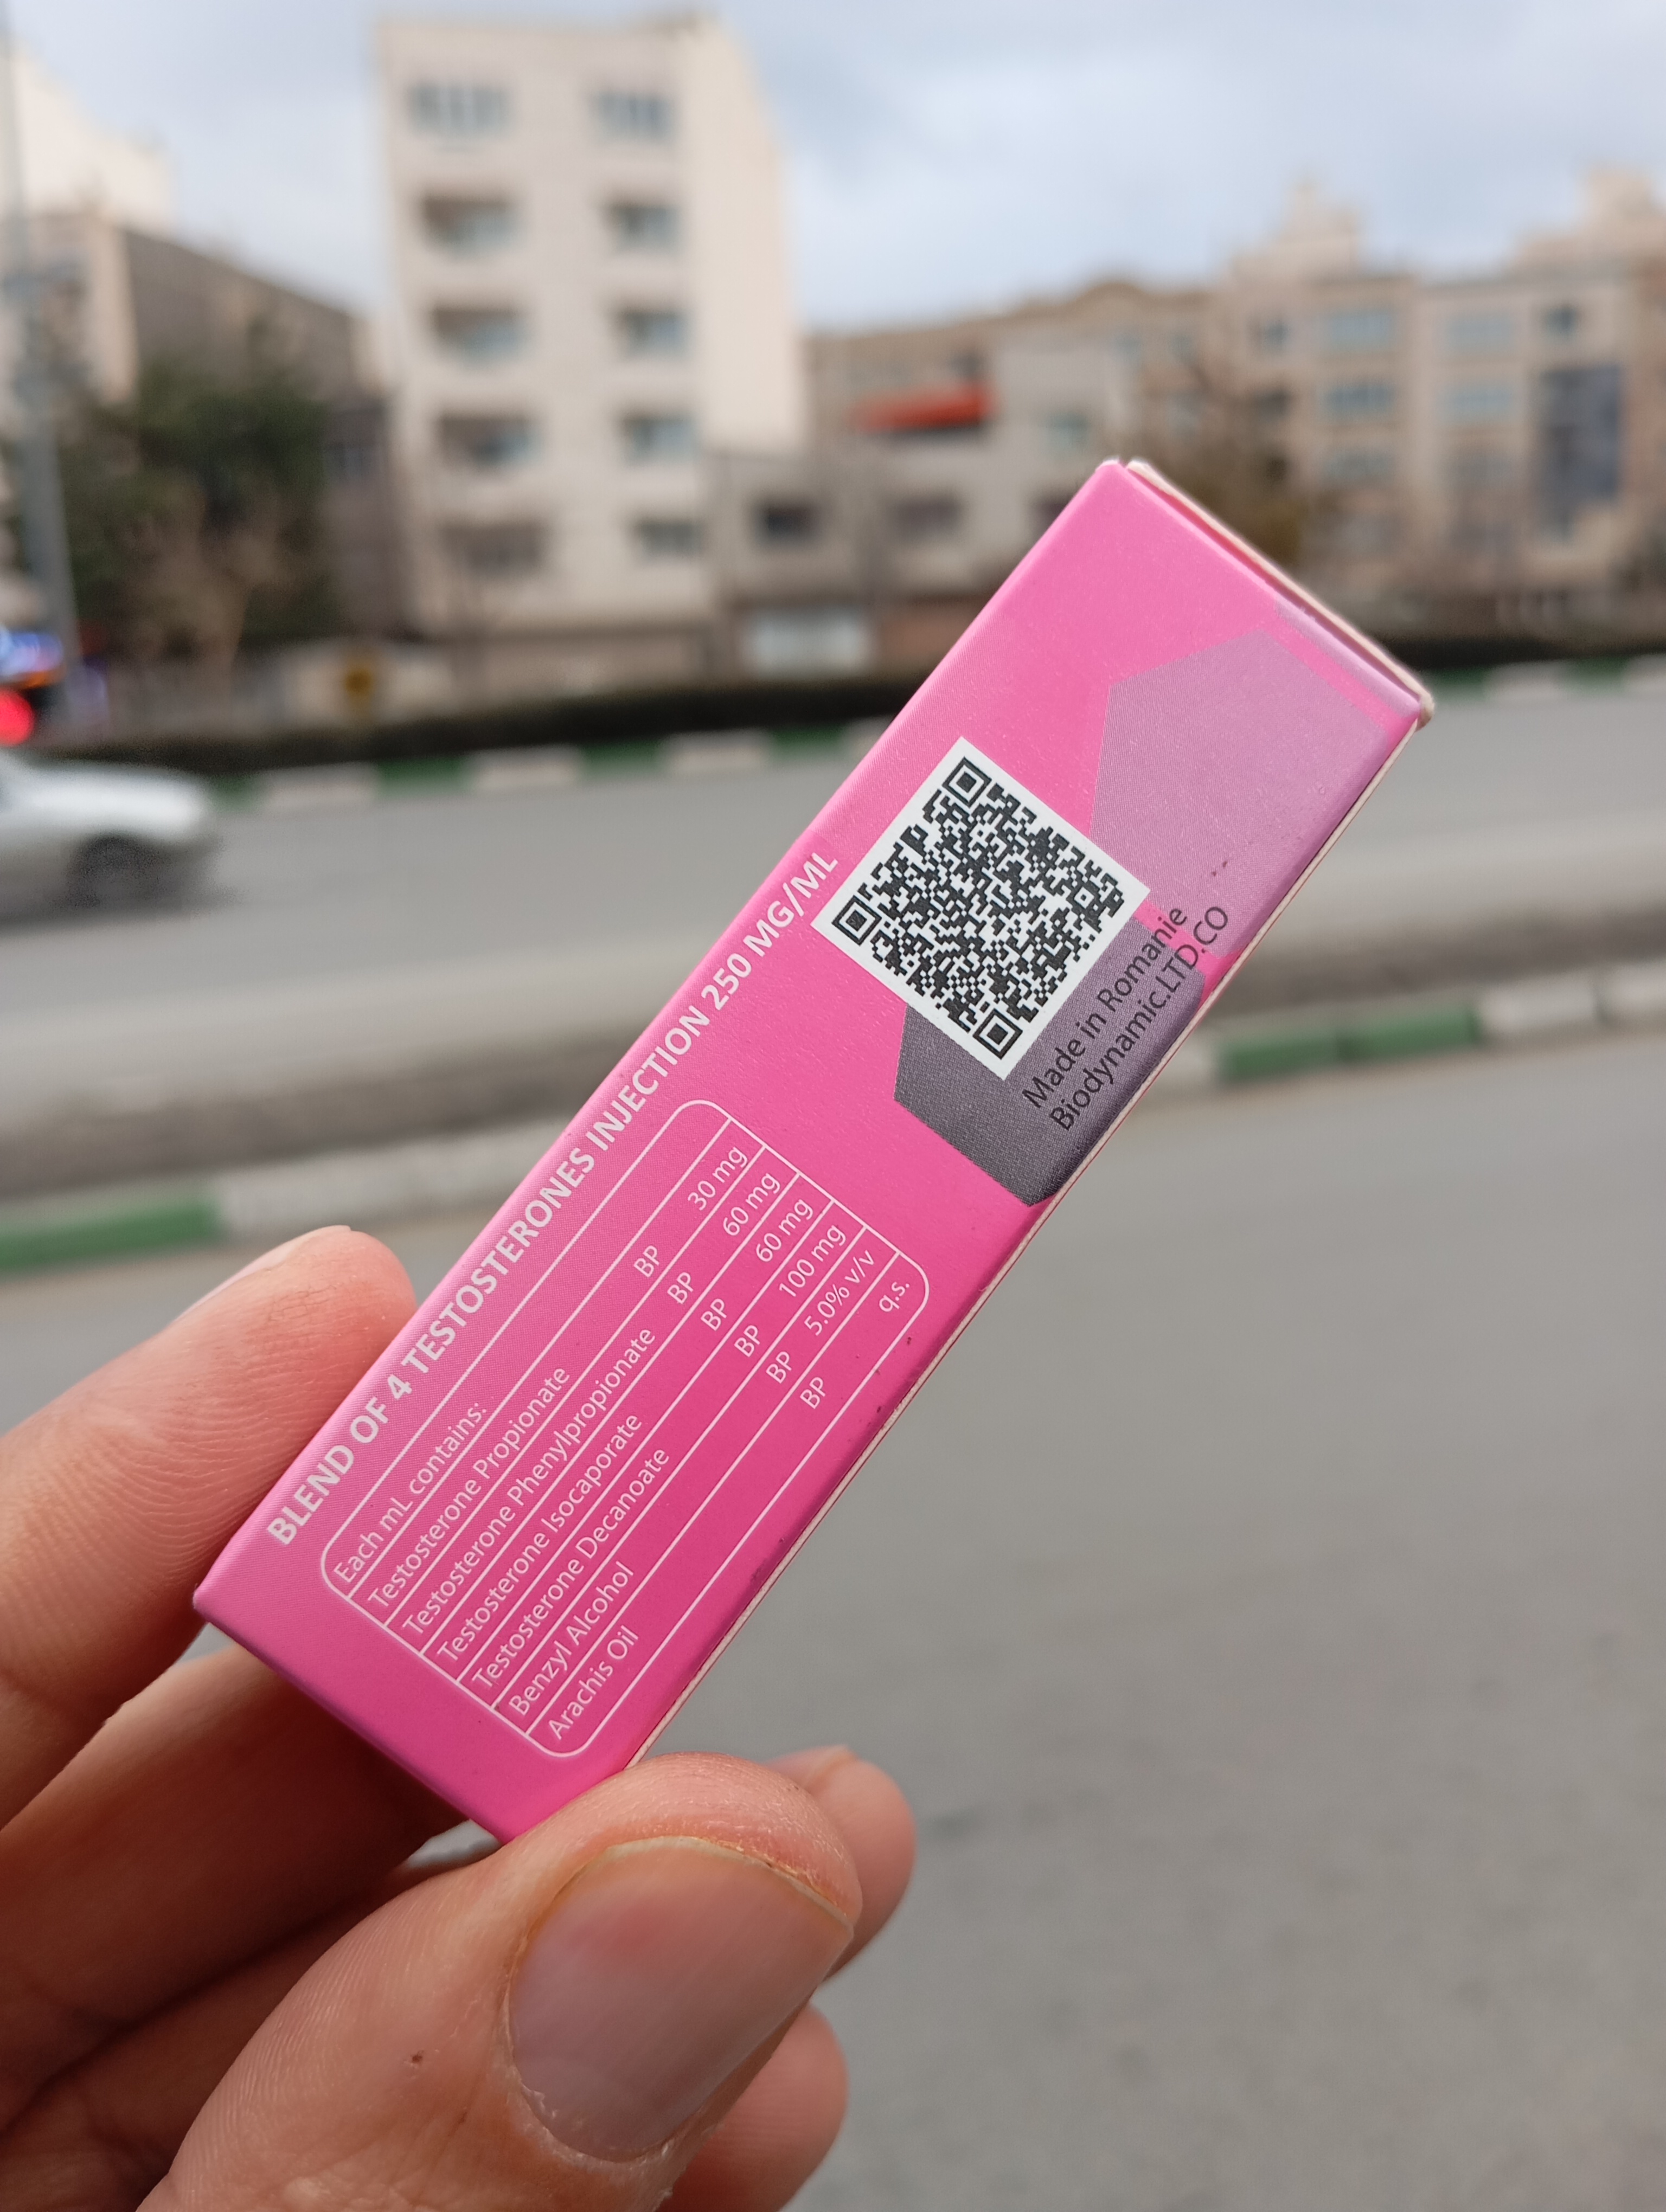 BLEND OF 4 TESTOSTERONES INJECTION 250 MG/ML
Each mL contains:
Testosterone Propionate BP 30 mg
Testosterone Phenylpropionate BP 60 mg
Testosterone Isocaporate BP 60 mg
Testosterone Decanoate BP 100 mg
Benzyl Alcohol BP 5.0% v/v
Arachis Oil BP q.s.
Made in Romanie
Biodynamic.LTD.CO